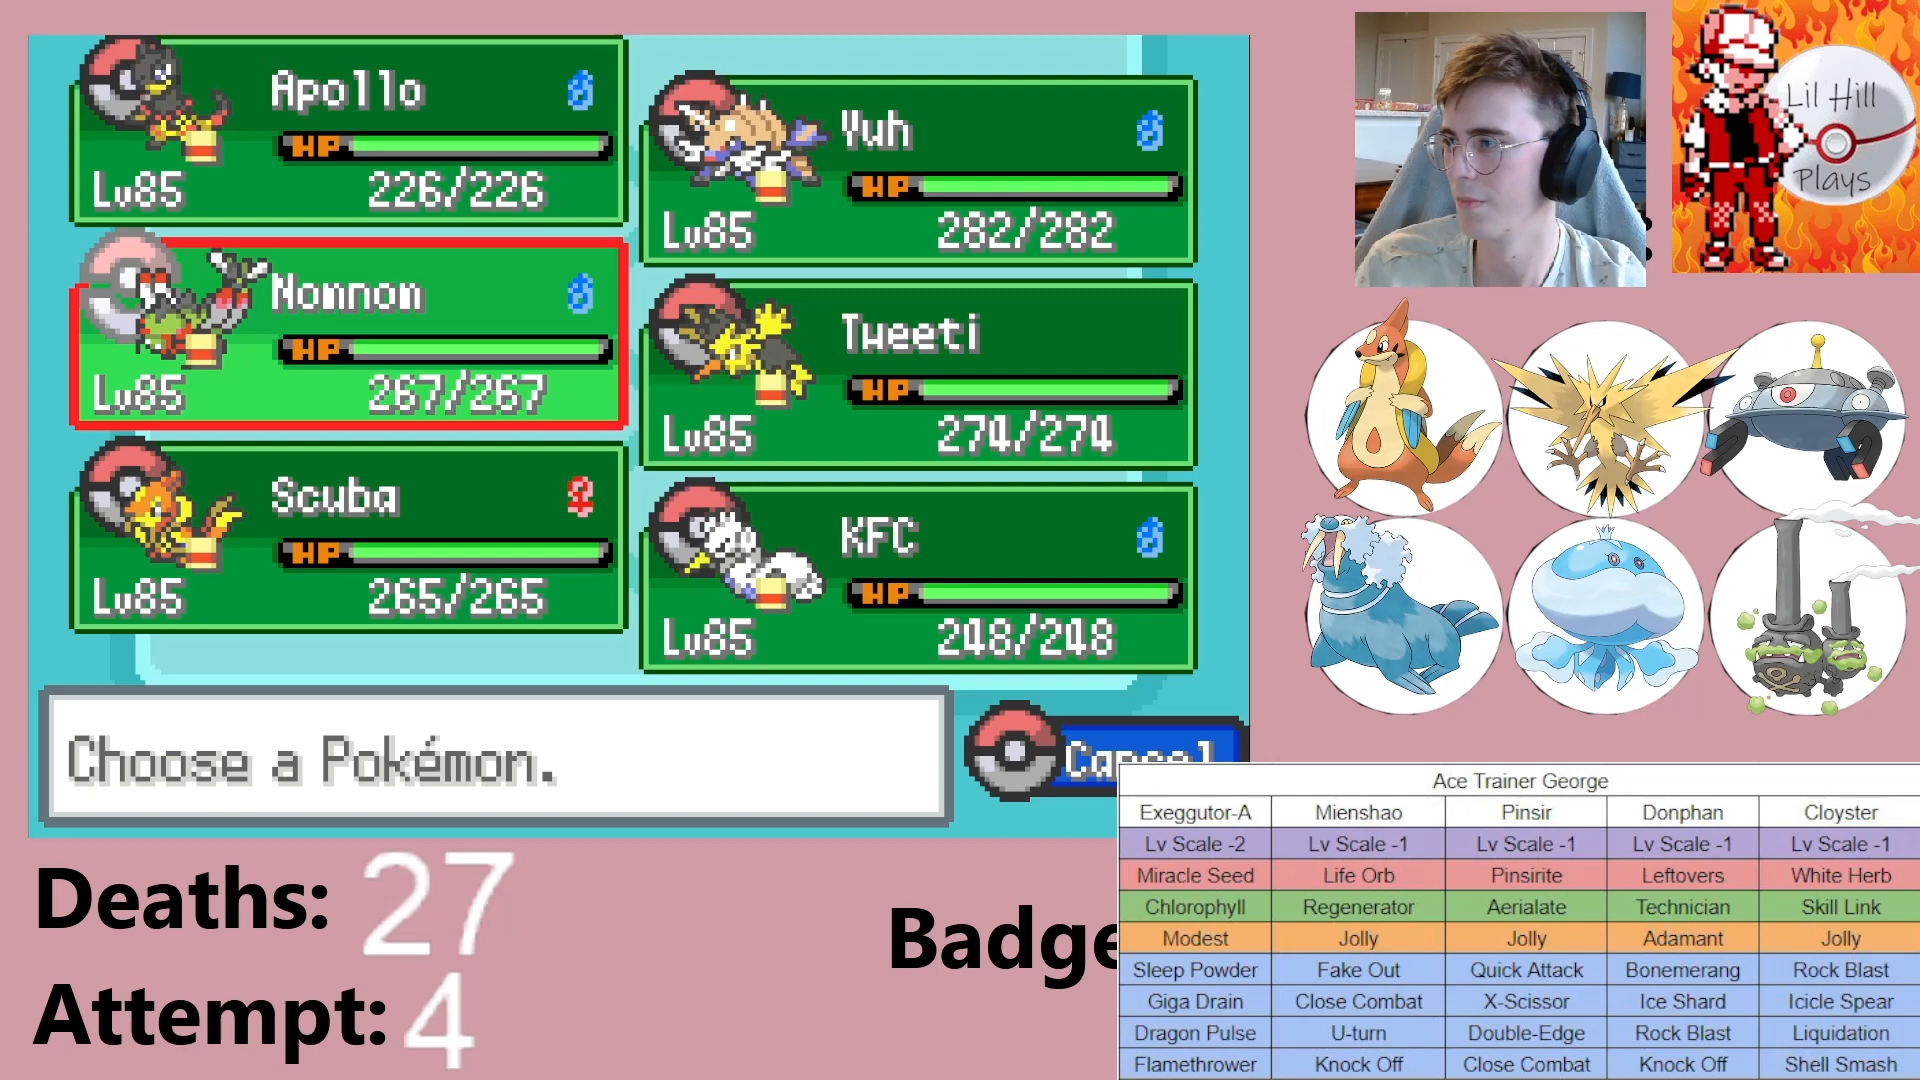 Apollo
HP
Lv85 226/226
Yuh
HP
Lv85 282/282
Nomnom
HP
Lv85 267/267
Tweeti
HP
Lv85 274/274
Scuba
HP
Lv85 265/265
KFC
HP
Lv85 248/248
Choose a Pokémon.
Cancel
Lil Hill
Plays
Deaths: 27
Attempt: 4
Badge
Ace Trainer George
Exeggutor-A Mienshao Pinsir Donphan Cloyster
Lv Scale -2 Lv Scale -1 Lv Scale -1 Lv Scale -1 Lv Scale -1
Miracle Seed Life Orb Pinsirite Leftovers White Herb
Chlorophyll Regenerator Aerialate Technician Skill Link
Modest Jolly Jolly Adamant Jolly
Sleep Powder Fake Out Quick Attack Bonemerang Rock Blast
Giga Drain Close Combat X-Scissor Ice Shard Icicle Spear
Dragon Pulse U-turn Double-Edge Rock Blast Liquidation
Flamethrower Knock Off Close Combat Knock Off Shell Smash